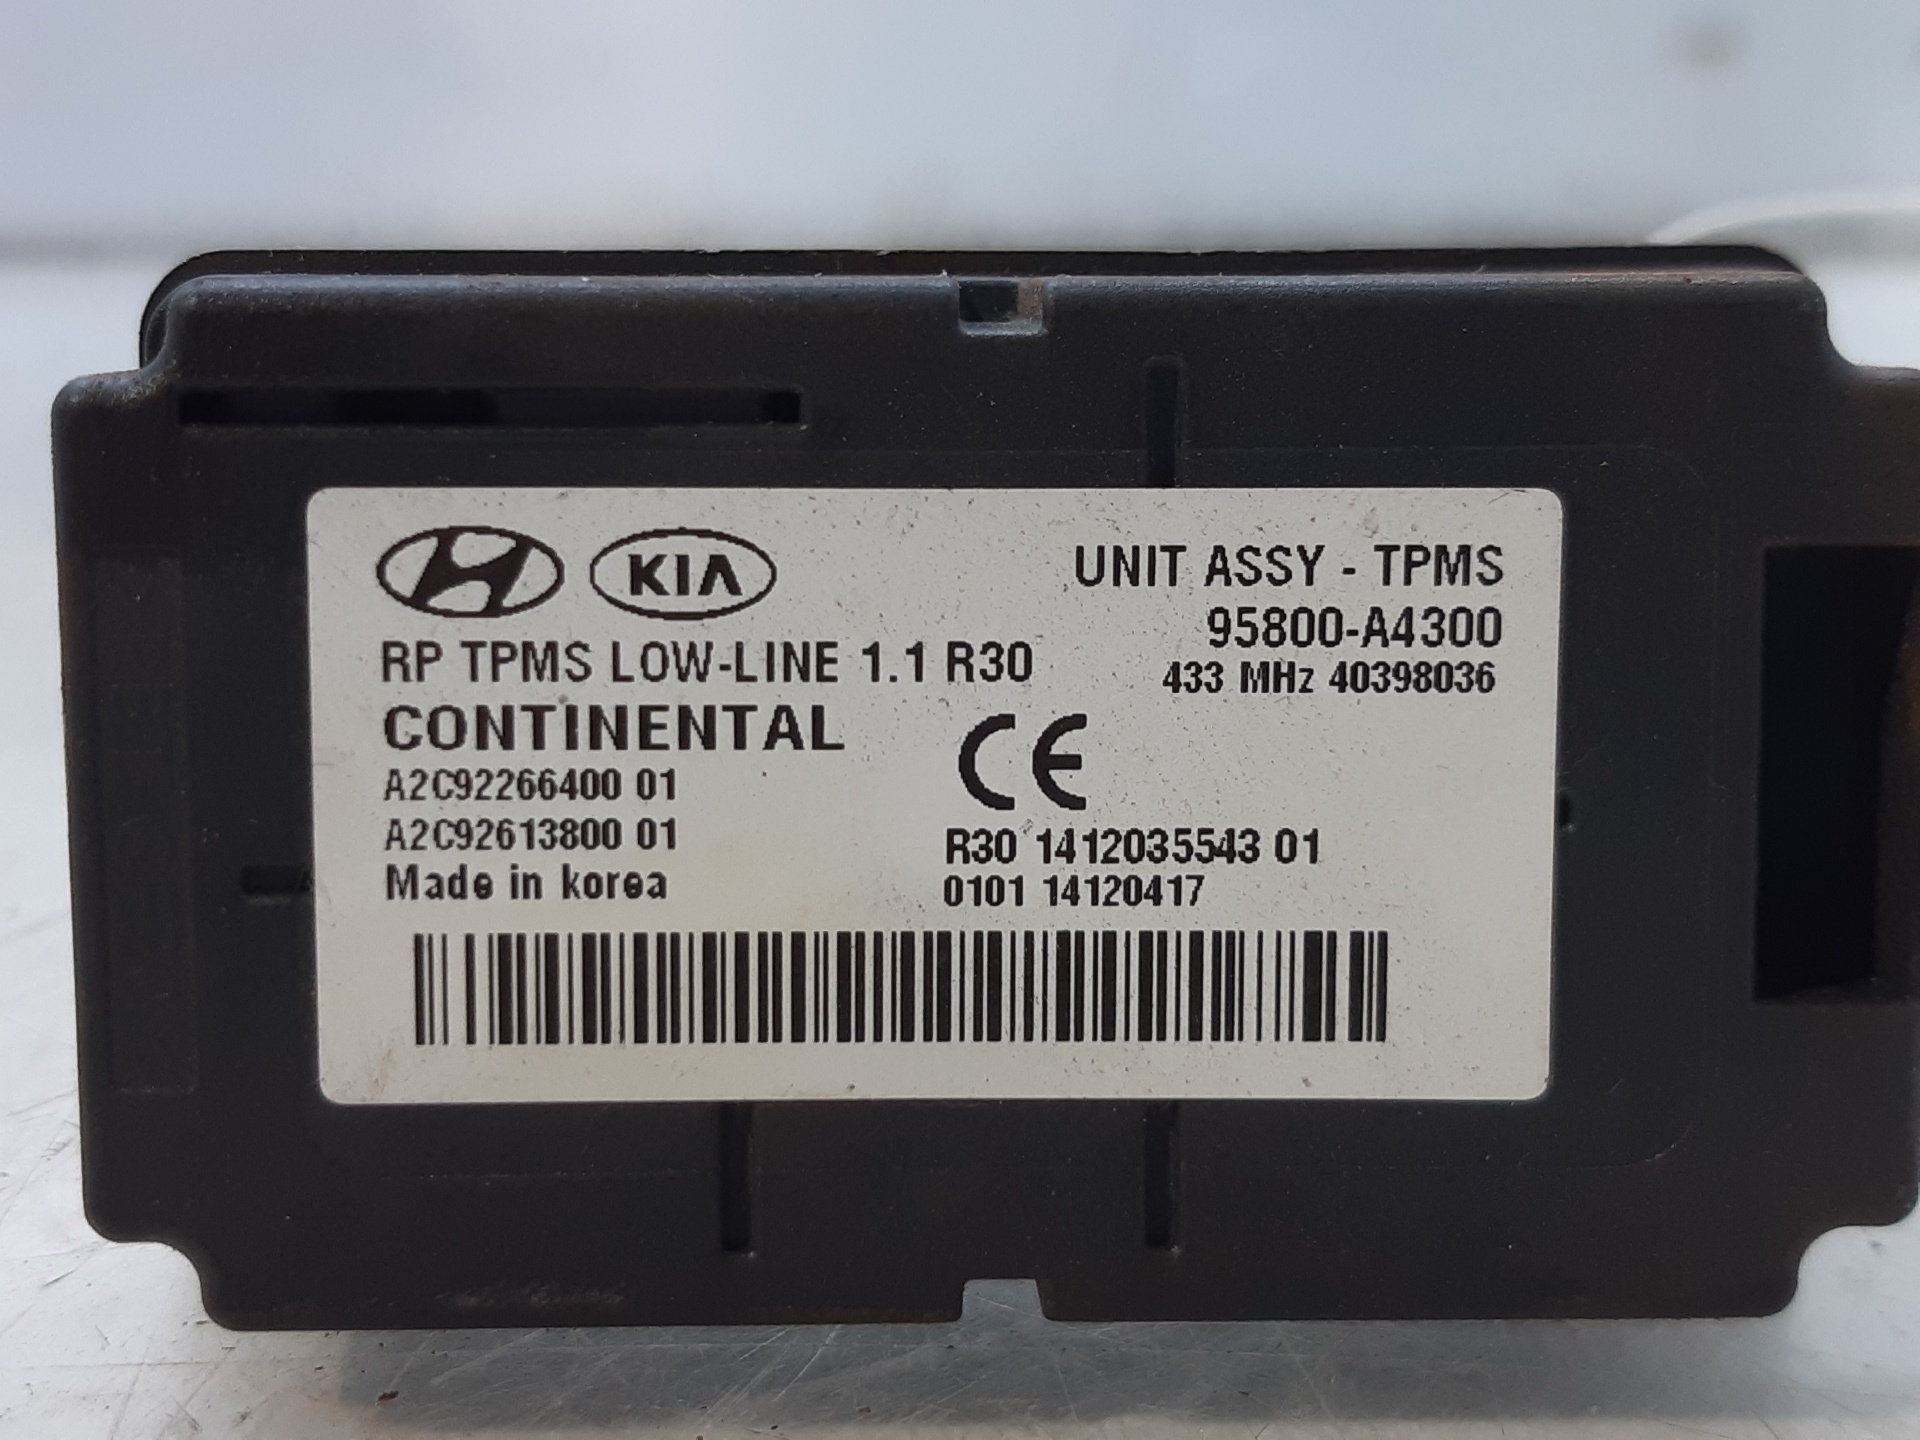 KIA
UNIT ASSY - TPMS
95800-A4300
433 MHz 40398036
RP TPMS LOW-LINE 1.1 R30
CONTINENTAL
A2C92266400 01
A2C92613800 01
Made in korea
CE
R30 1412035543 01
0101 14120417